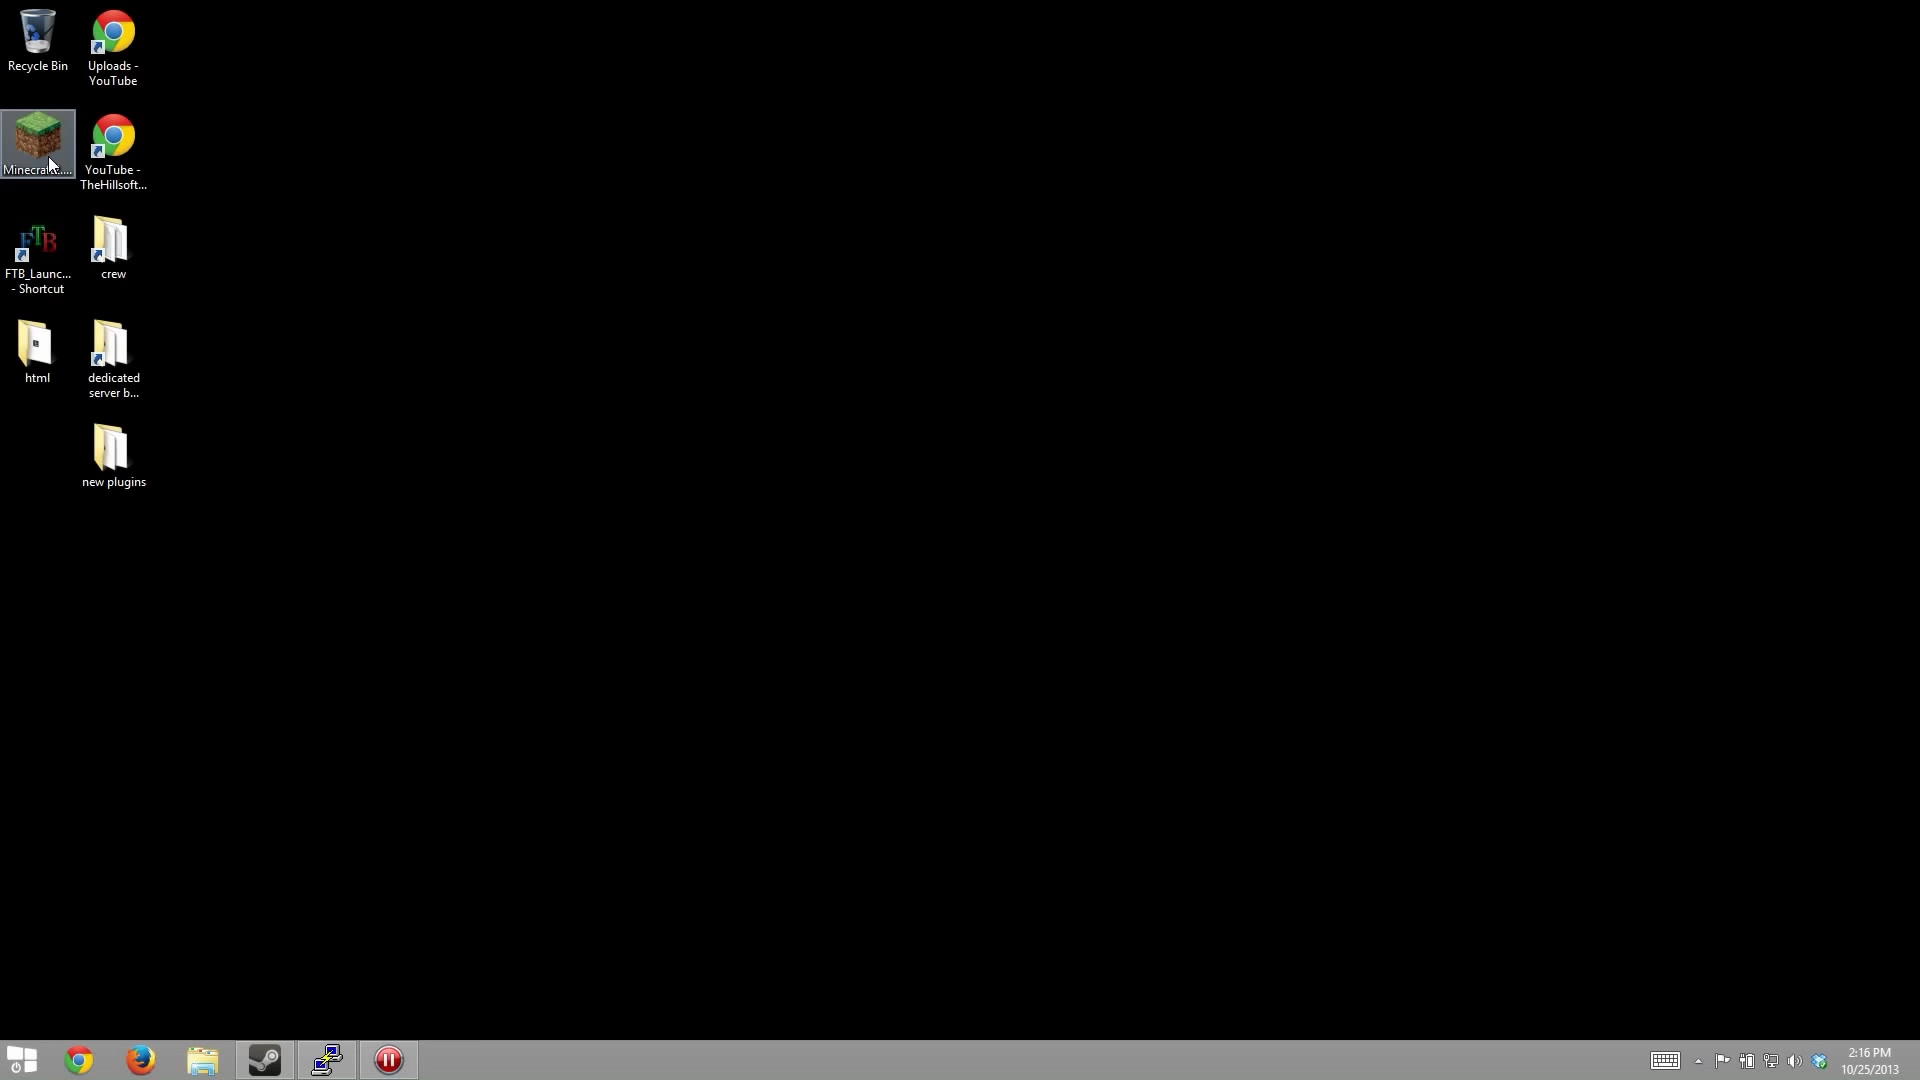 Recycle Bin
Uploads -
YouTube
YouTube -
TheHillsoft...
FTB
FTB_Launc...
- Shortcut
crew
html
dedicated
server b...
new plugins
2:16 PM
10/25/2013